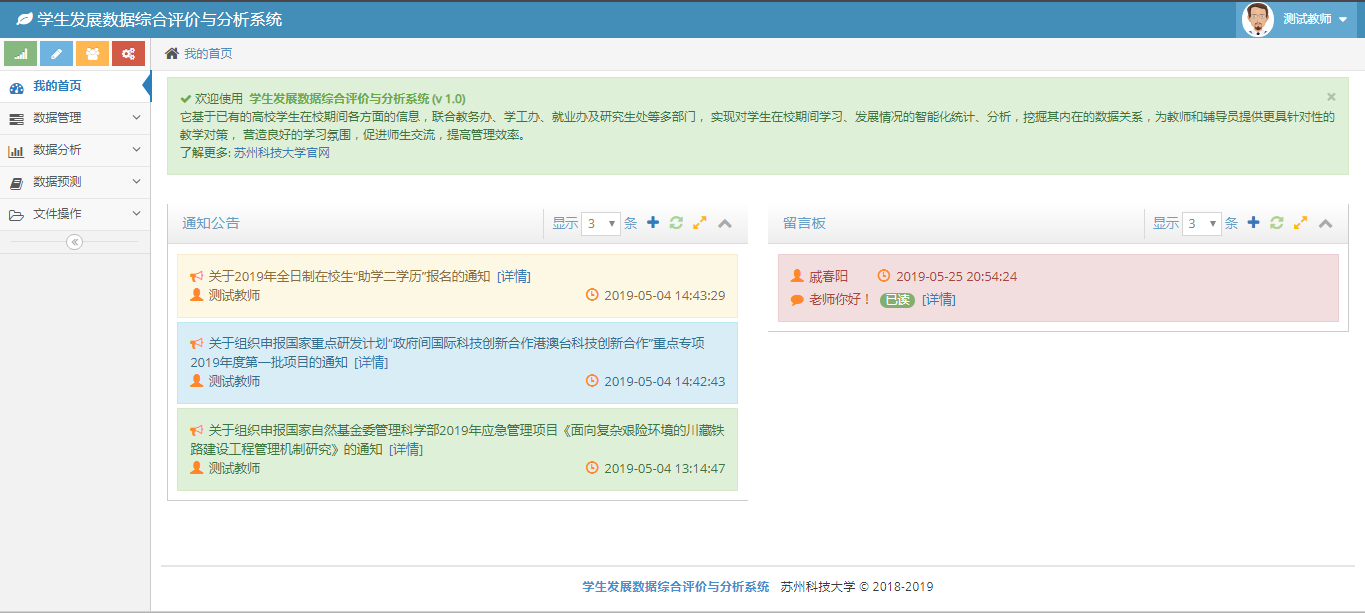 学生发展数据综合评价与分析系统
测试教师
我的首页
我的首页
数据管理
数据分析
数据预测
文件操作
欢迎使用 学生发展数据综合评价与分析系统 (v 1.0)
它基于已有的高校学生在校期间各方面的信息，联合教务办、学工办、就业办及研究生处等多部门， 实现对学生在校期间学习、发展情况的智能化统计、分析，挖掘其内在的数据关系，为教师和辅导员提供更具针对性的
教学对策， 营造良好的学习氛围，促进师生交流，提高管理效率。
了解更多: 苏州科技大学官网
通知公告
显示 3 条
关于2019年全日制在校生“助学二学历”报名的通知 [详情]
测试教师 2019-05-04 14:43:29
关于组织申报国家重点研发计划“政府间国际科技创新合作港澳台科技创新合作”重点专项
2019年度第一批项目的通知 [详情]
测试教师 2019-05-04 14:42:43
关于组织申报国家自然基金委管理科学部2019年应急管理项目《面向复杂艰险环境的川藏铁
路建设工程管理机制研究》的通知 [详情]
测试教师 2019-05-04 13:14:47
留言板
显示 3 条
戚春阳 2019-05-25 20:54:24
老师你好！ 已读 [详情]
学生发展数据综合评价与分析系统 苏州科技大学 © 2018-2019